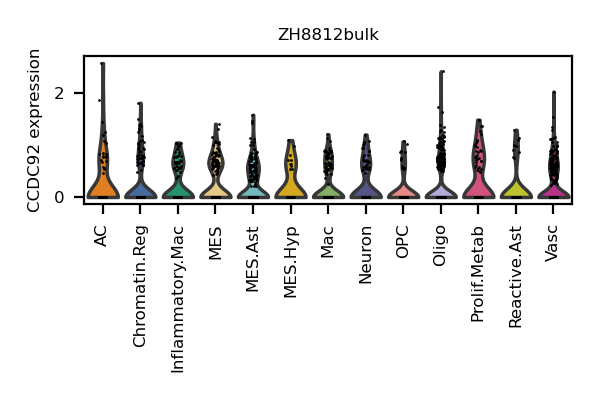 ZH8812bulk
CCDC92 expression
2
0
AC
Chromatin.Reg
Inflammatory.Mac
MES
MES.Ast
MES.Hyp
Mac
Neuron
OPC
Oligo
Prolif.Metab
Reactive.Ast
Vasc